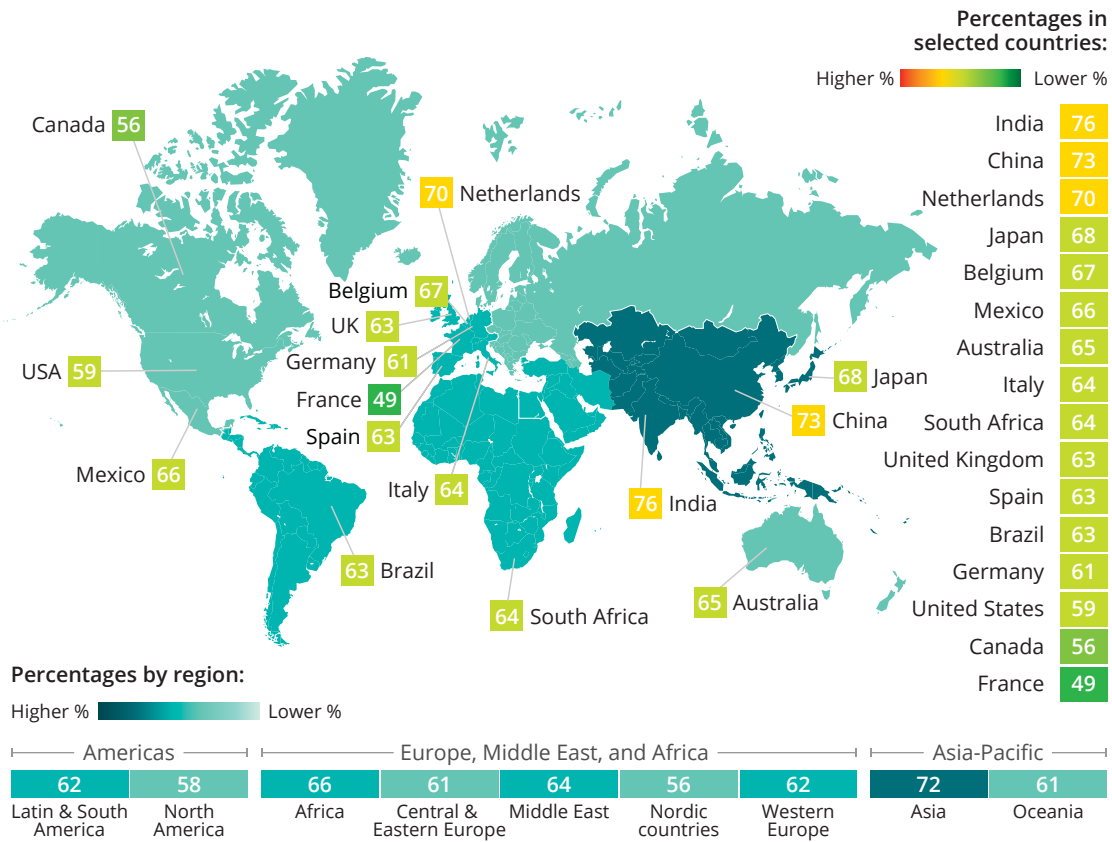 Percentages in
selected countries:
Higher % Lower %
Canada 56
70 Netherlands
Belgium 67
UK 63
Germany 61
USA 59
France 49
Spain 63
Mexico 66
Italy 64
68 Japan
73 China
76 India
63 Brazil
64 South Africa
65 Australia
India 76
China 73
Netherlands 70
Japan 68
Belgium 67
Mexico 66
Australia 65
Italy 64
South Africa 64
United Kingdom 63
Spain 63
Brazil 63
Germany 61
United States 59
Canada 56
France 49
Percentages by region:
Higher % Lower %
Americas
62 58
Latin & South
America
North
America
Europe, Middle East, and Africa
66 61 64 56 62
Africa
Central &
Eastern Europe
Middle East
Nordic
countries
Western
Europe
Asia-Pacific
72 61
Asia
Oceania